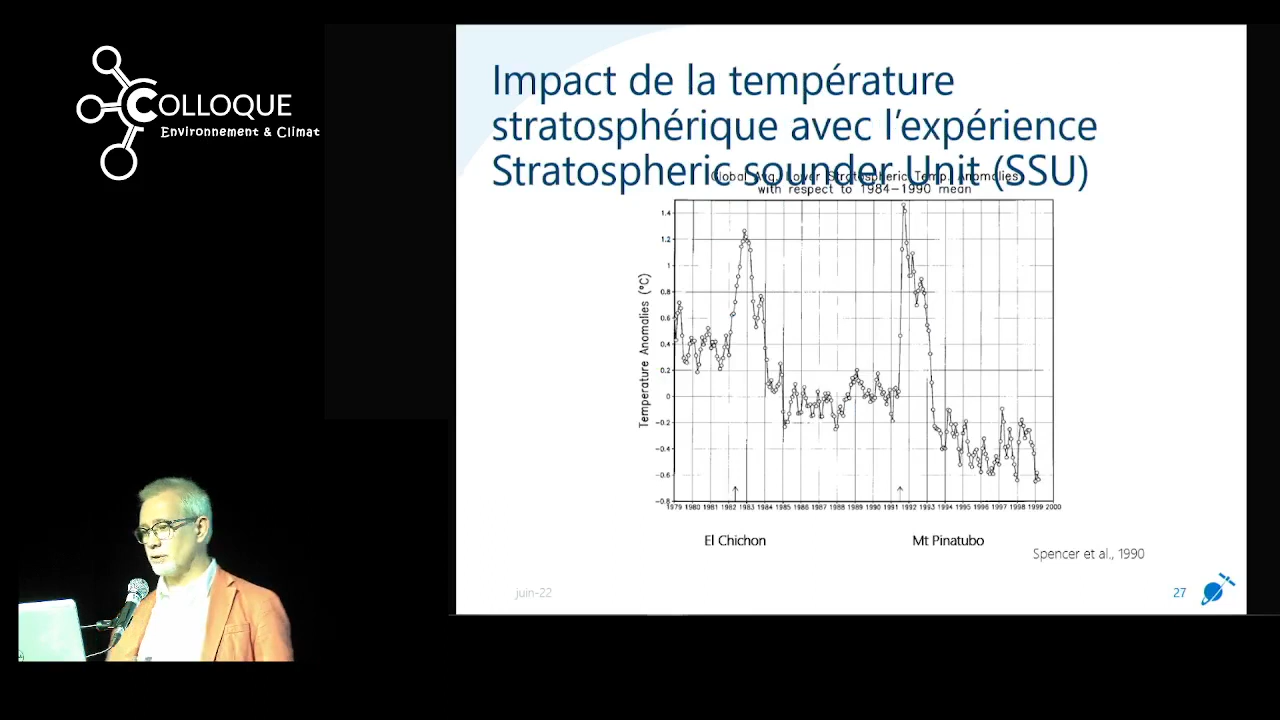 COLLOQUE
Environnement & Climat
Impact de la température
stratosphérique avec l'expérience
Stratospheric sounder Unit (SSU)
Global Avg. Lower Stratospheric Temp. Anomalies
with respect to 1984-1990 mean
Temperature Anomalies (°C)
1.4
1.2
1
0.8
0.6
0.4
0.2
0
-0.2
-0.4
-0.6
-0.8
1979 1980 1981 1982 1983 1984 1985 1986 1987 1988 1989 1990 1991 1992 1993 1994 1995 1996 1997 1998 1999 2000
El Chichon
Mt Pinatubo
Spencer et al., 1990
juin-22
27